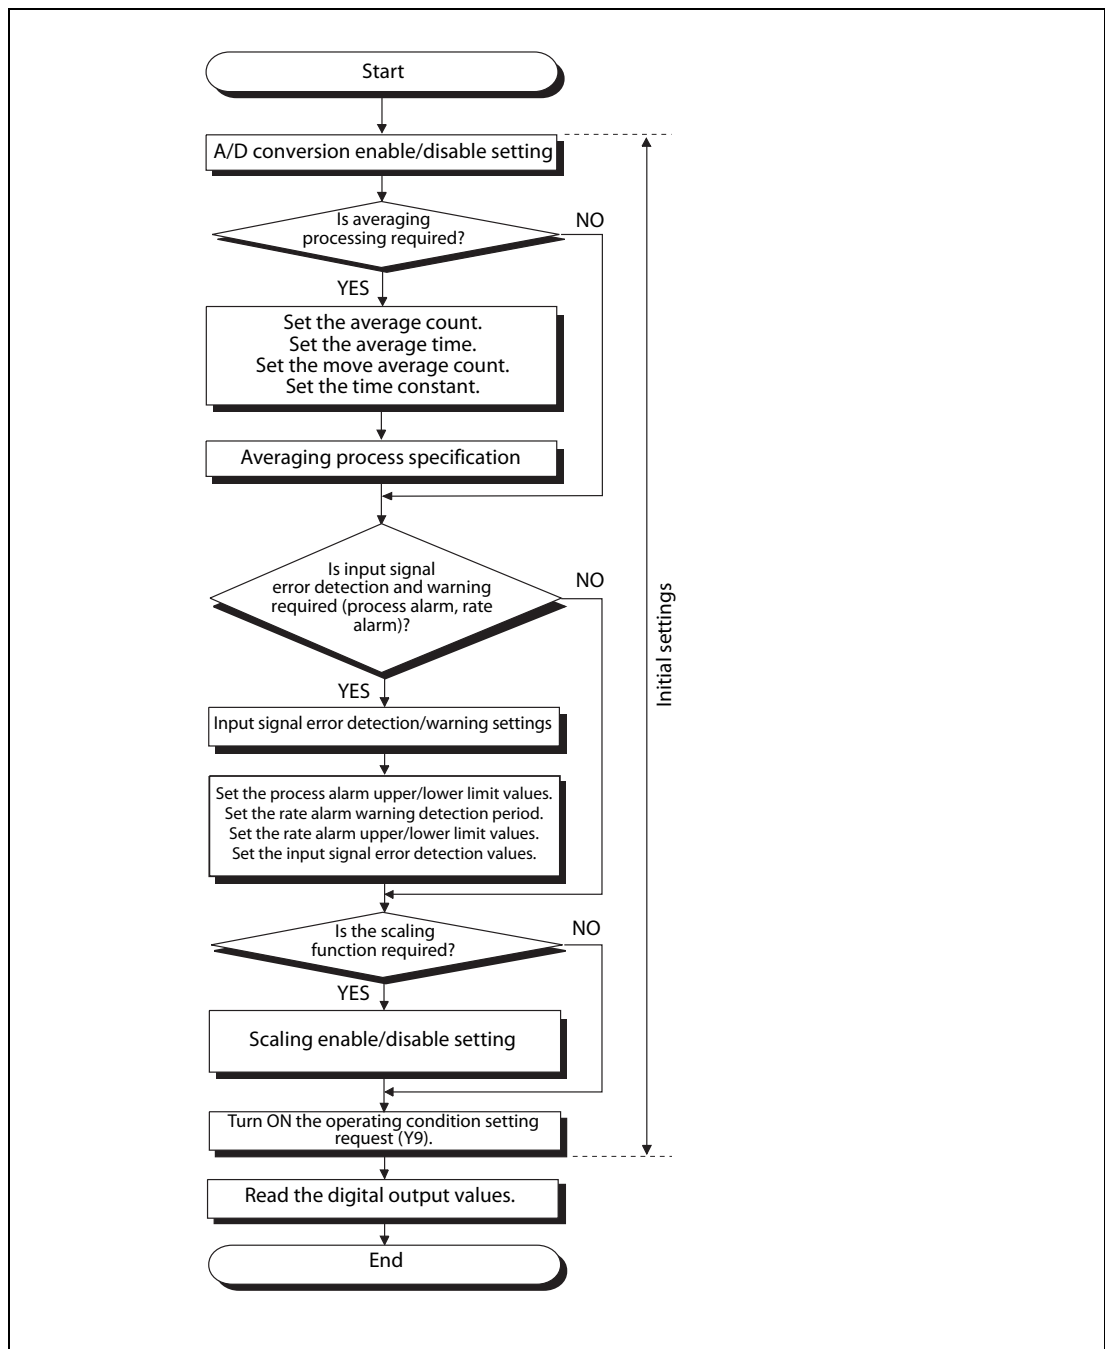 Start
A/D conversion enable/disable setting
Is averaging
processing required?
NO
YES
Set the average count.
Set the average time.
Set the move average count.
Set the time constant.
Averaging process specification
Is input signal
error detection and warning
required (process alarm, rate
alarm)?
NO
YES
Input signal error detection/warning settings
Set the process alarm upper/lower limit values.
Set the rate alarm warning detection period.
Set the rate alarm upper/lower limit values.
Set the input signal error detection values.
Is the scaling
function required?
NO
YES
Scaling enable/disable setting
Turn ON the operating condition setting
request (Y9).
Initial settings
Read the digital output values.
End